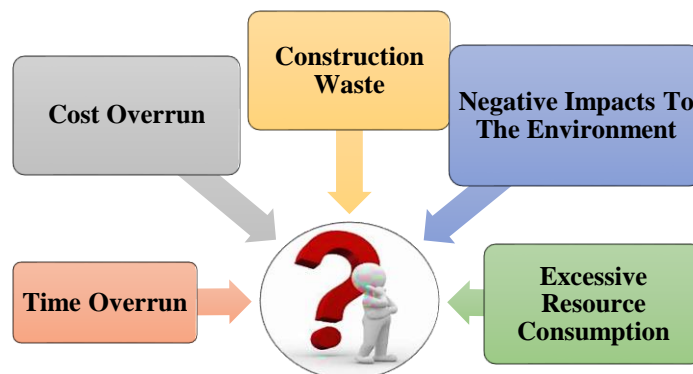 Construction
Waste
Cost Overrun
Negative Impacts To
The Environment
Time Overrun
Excessive
Resource
Consumption